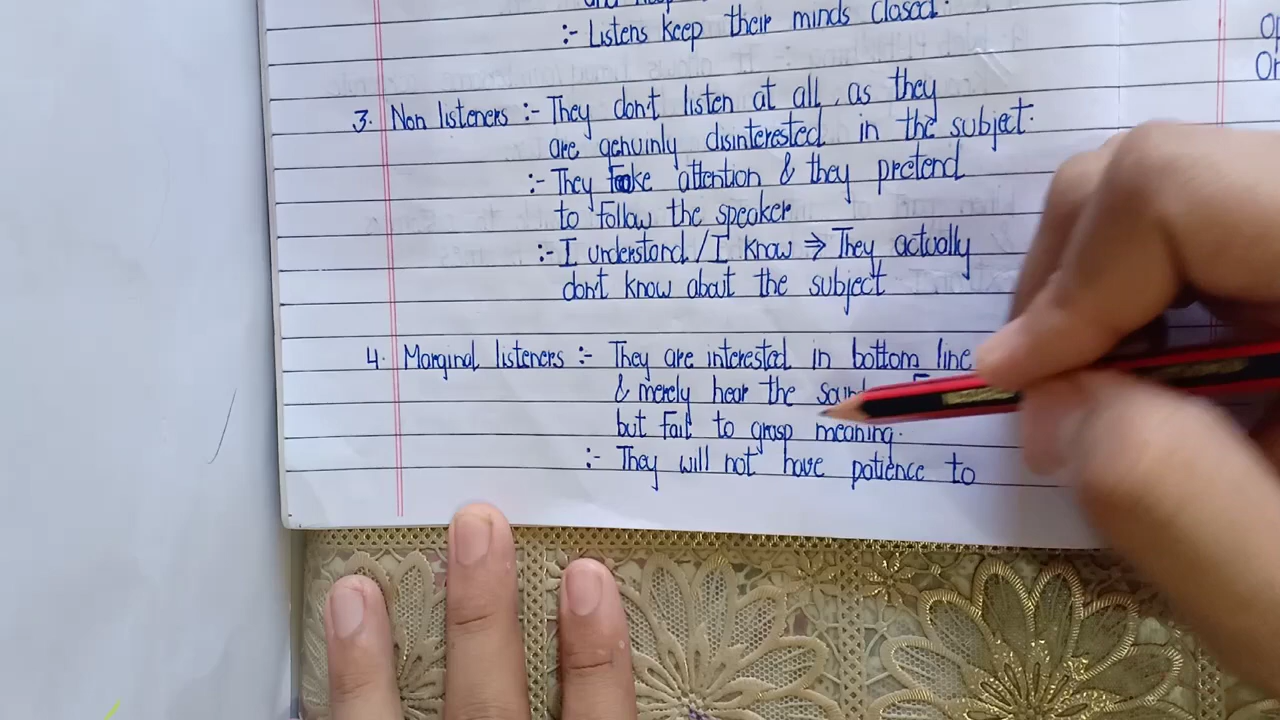 :- Listens keep their minds closed.
3. Non listeners :- They don't listen at all, as they
are genuinly disinterested in the subject.
:- They Fake attention & they pretend
to follow the speaker
:- I understand/I know ⇒ They actually
don't know about the subject
4. Marginal listeners :- They are interested in bottom line
& merely hear the
but Fail to grasp meaning.
:- They will not have patience to